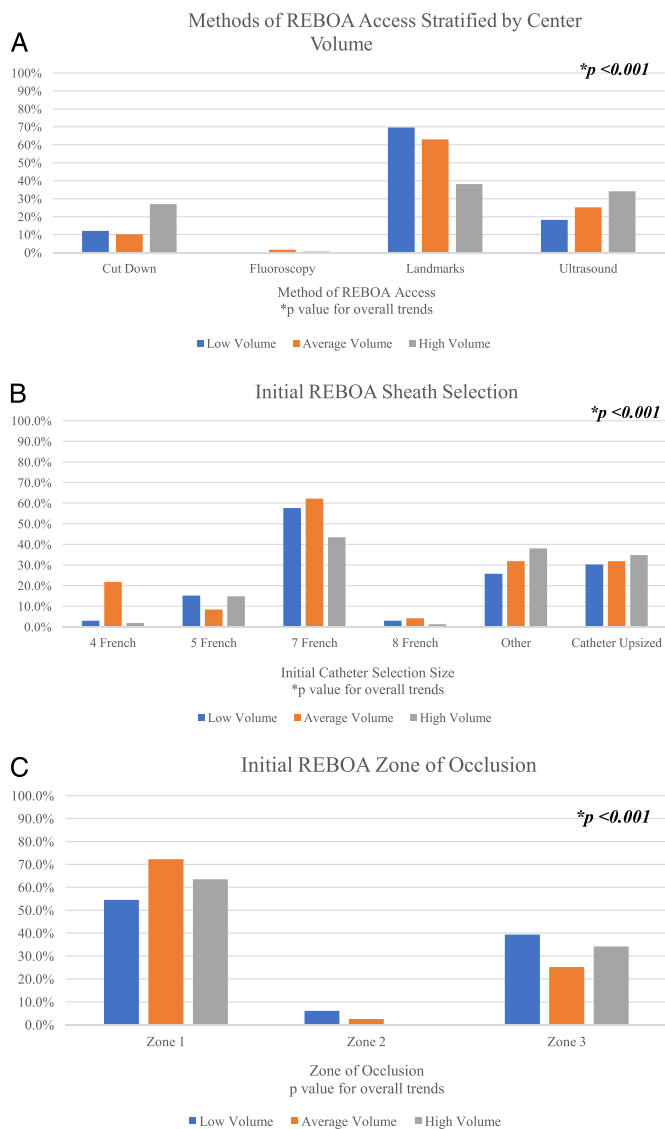 A
Methods of REBOA Access Stratified by Center
Volume
*p <0.001
100%
90%
80%
70%
60%
50%
40%
30%
20%
10%
0%
Cut Down Fluoroscopy Landmarks Ultrasound
Method of REBOA Access
*p value for overall trends
Low Volume Average Volume High Volume
B
Initial REBOA Sheath Selection
*p <0.001
100.0%
90.0%
80.0%
70.0%
60.0%
50.0%
40.0%
30.0%
20.0%
10.0%
0.0%
4 French 5 French 7 French 8 French Other Catheter Upsized
Initial Catheter Selection Size
*p value for overall trends
Low Volume Average Volume High Volume
C
Initial REBOA Zone of Occlusion
*p <0.001
100.0%
90.0%
80.0%
70.0%
60.0%
50.0%
40.0%
30.0%
20.0%
10.0%
0.0%
Zone 1 Zone 2 Zone 3
Zone of Occlusion
p value for overall trends
Low Volume Average Volume High Volume